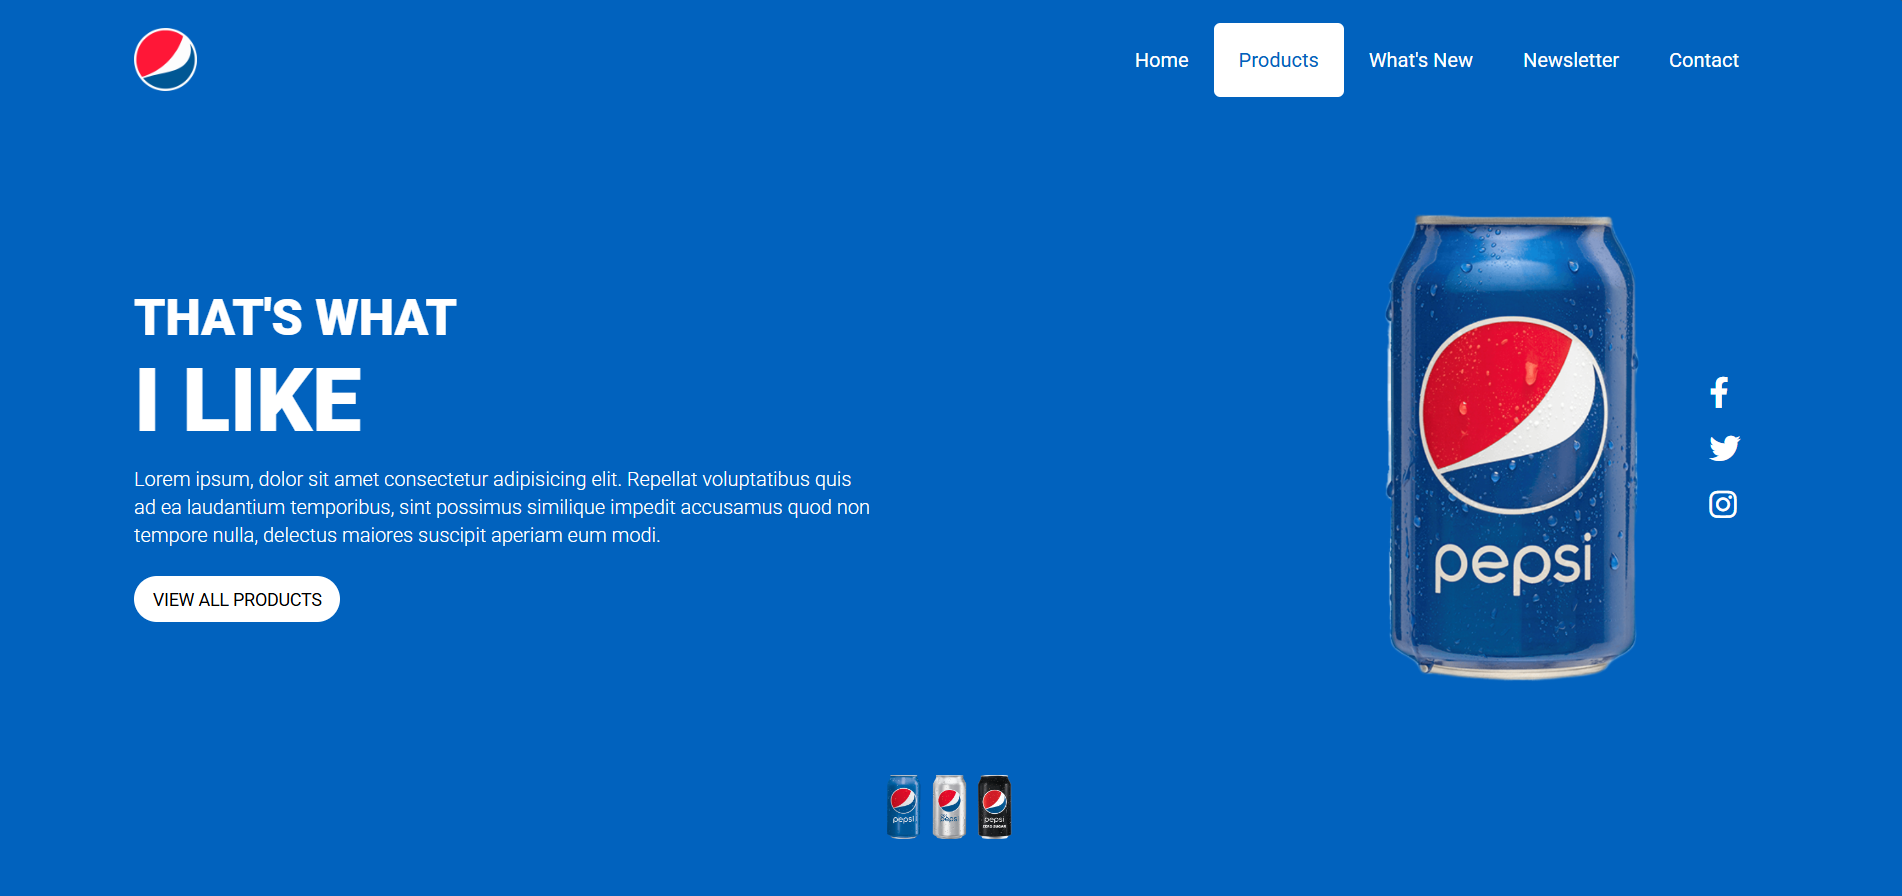 Home
Products
What's New
Newsletter
Contact
THAT'S WHAT
I LIKE
Lorem ipsum, dolor sit amet consectetur adipisicing elit. Repellat voluptatibus quis
ad ea laudantium temporibus, sint possimus similique impedit accusamus quod non
tempore nulla, delectus maiores suscipit aperiam eum modi.
VIEW ALL PRODUCTS
pepsi
pepsi
pepsi
pepsi
ZERO SUGAR